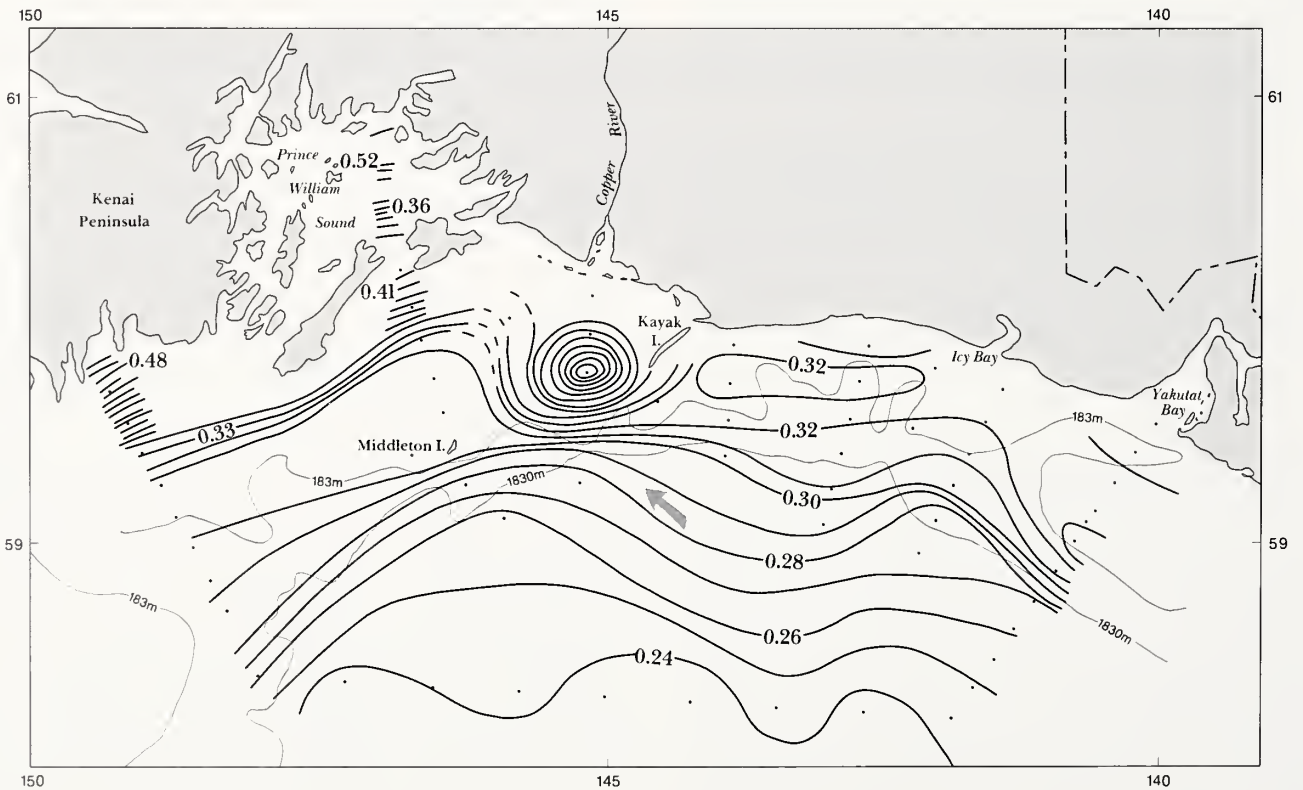 150
145
140
61
61
River
Copper
Prince
0.52
William
0.36
Sound
Kenai
Peninsula
0.41
Kayak
I.
0.48
0.32
Icy Bay
Yakutat
Bay
0.33
0.32
183m
Middleton I.
183m
1830m
0.30
59
59
0.28
183m
1830m
0.26
0.24
150
145
140